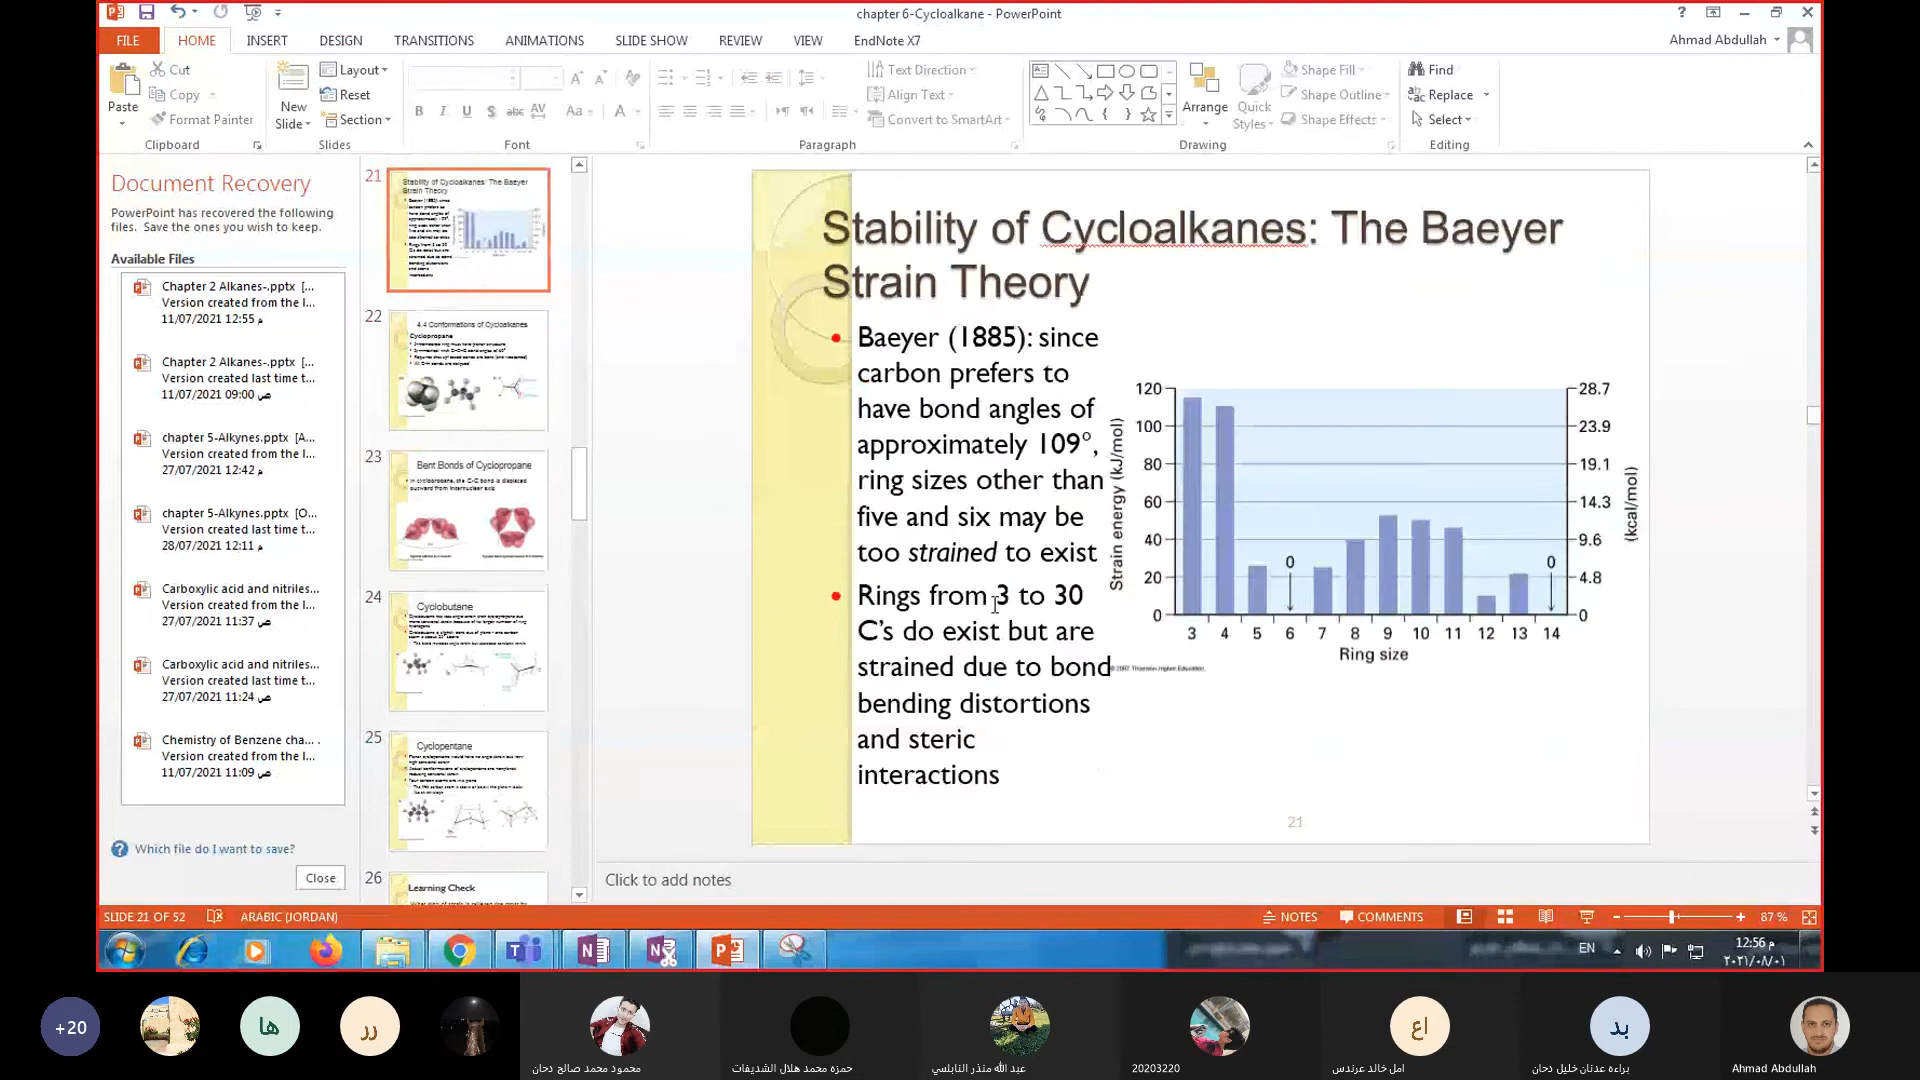 chapter 6-Cycloalkane - PowerPoint
FILE HOME INSERT DESIGN TRANSITIONS ANIMATIONS SLIDE SHOW REVIEW VIEW EndNote X7
Ahmad Abdullah
Paste
Cut
Copy
Format Painter
Clipboard
New
Slide
Layout
Reset
Section
Slides
B I U S abc AV Aa A
Font
Text Direction
Align Text
Convert to SmartArt
Paragraph
Arrange
Quick
Styles
Shape Fill
Shape Outline
Shape Effects
Drawing
Find
Replace
Select
Editing
Document Recovery
PowerPoint has recovered the following
files. Save the ones you wish to keep.
Available Files
Chapter 2 Alkanes-.pptx [...
Version created from the l...
11/07/2021 12:55 م
Chapter 2 Alkanes-.pptx [...
Version created last time t...
11/07/2021 09:00 ص
chapter 5-Alkynes.pptx [A...
Version created from the l...
27/07/2021 12:42 م
chapter 5-Alkynes.pptx [O...
Version created last time t...
28/07/2021 12:11 م
Carboxylic acid and nitriles...
Version created from the l...
27/07/2021 11:37 ص
Carboxylic acid and nitriles...
Version created last time t...
27/07/2021 11:24 ص
Chemistry of Benzene cha... .
Version created from the l...
11/07/2021 11:09 ص
Which file do I want to save?
Close
21
Stability of Cycloalkanes: The Baeyer
Strain Theory
22
4.4 Conformations of Cycloalkanes
Cyclopropane
23
Bent Bonds of Cyclopropane
In cyclopropane, the C-C bond is displaced
outward from internuclear axis
24
Cyclobutane
25
Cyclopentane
26
Learning Check
Stability of Cycloalkanes: The Baeyer
Strain Theory
Baeyer (1885): since
carbon prefers to
have bond angles of
approximately 109°,
ring sizes other than
five and six may be
too strained to exist
Rings from 3 to 30
C's do exist but are
strained due to bond
bending distortions
and steric
interactions
Strain energy (kJ/mol)
120
100
80
60
40
20
0
28.7
23.9
19.1
14.3
9.6
4.8
0
(kcal/mol)
0
0
3 4 5 6 7 8 9 10 11 12 13 14
Ring size
© 2007 Thomson Higher Education
21
Click to add notes
SLIDE 21 OF 52
ARABIC (JORDAN)
NOTES
COMMENTS
87 %
EN
12:56 م
٢٠٢١/٠٨/٠١
+20
ها
رر
اع
بد
محمود محمد صالح دحان
حمزه محمد هلال الشديفات
عبد الله منذر النابلسي
20203220
امل خالد عرندس
براءه عدنان خليل دحان
Ahmad Abdullah